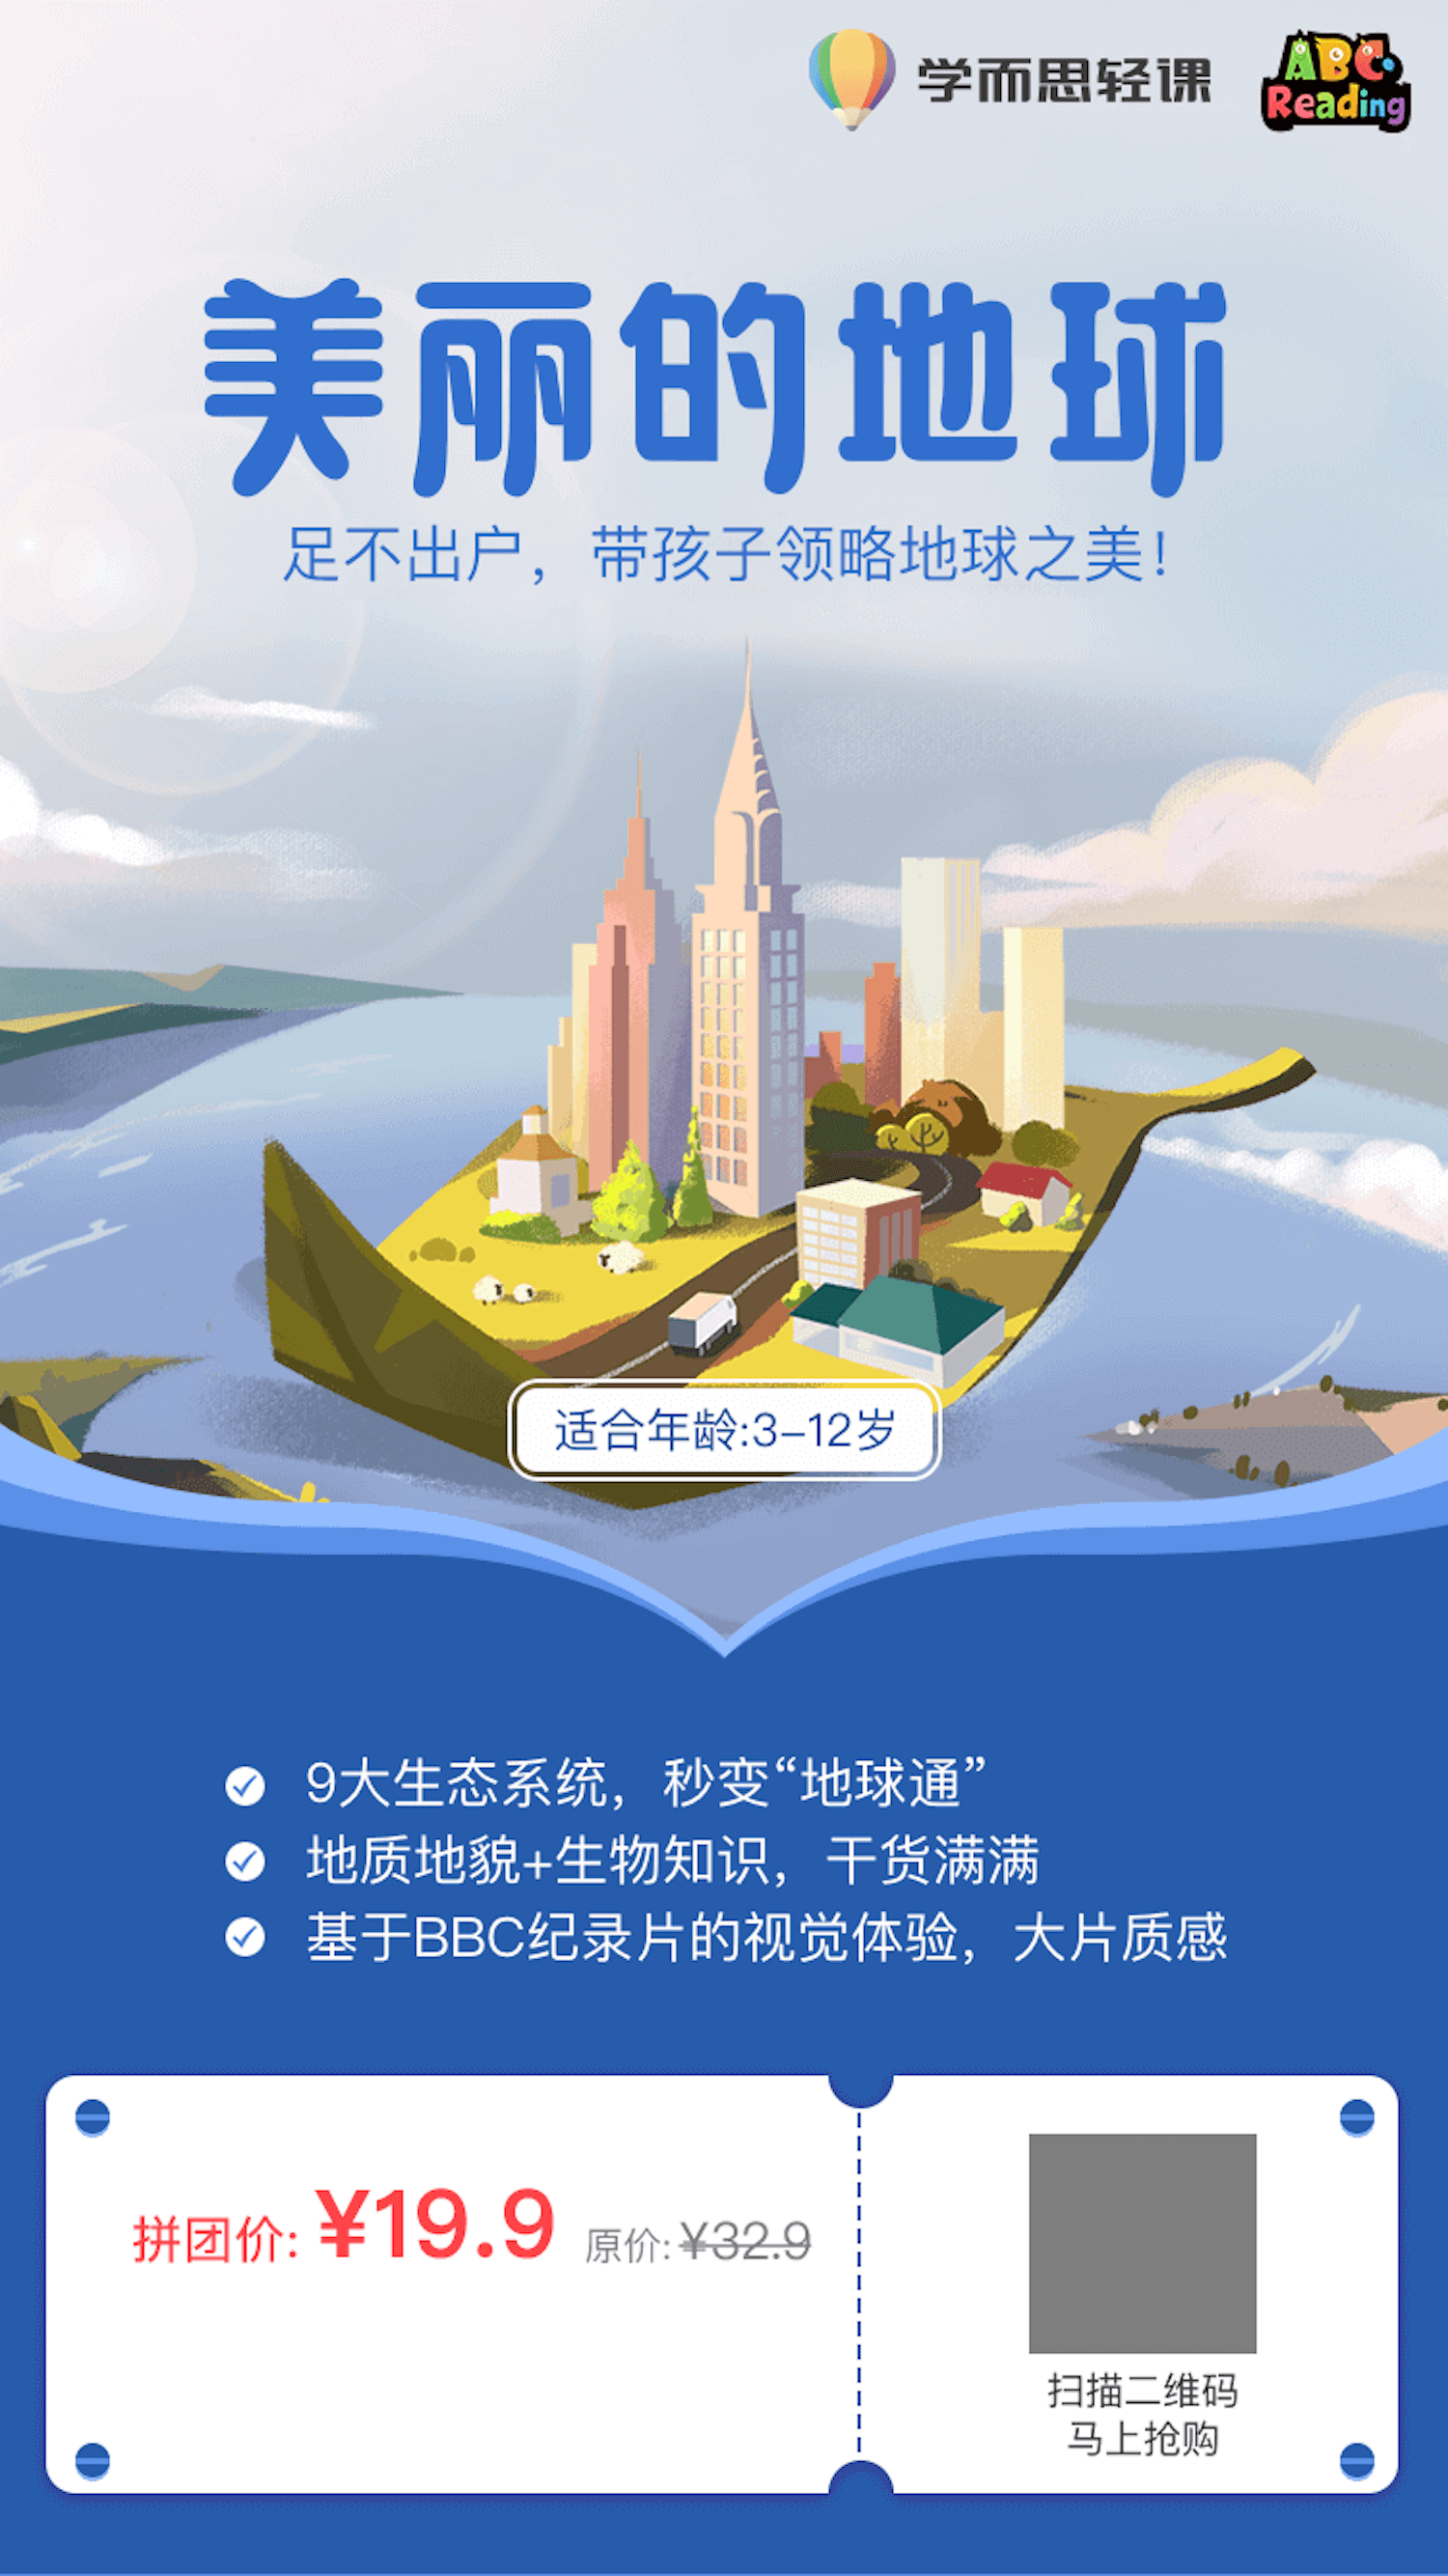 学而思轻课
ABC
Reading
美丽的地球
足不出户，带孩子领略地球之美！
适合年龄:3-12岁
9大生态系统，秒变“地球通”
地质地貌+生物知识，干货满满
基于BBC纪录片的视觉体验，大片质感
拼团价: ¥19.9 原价: ¥32.9
扫描二维码
马上抢购